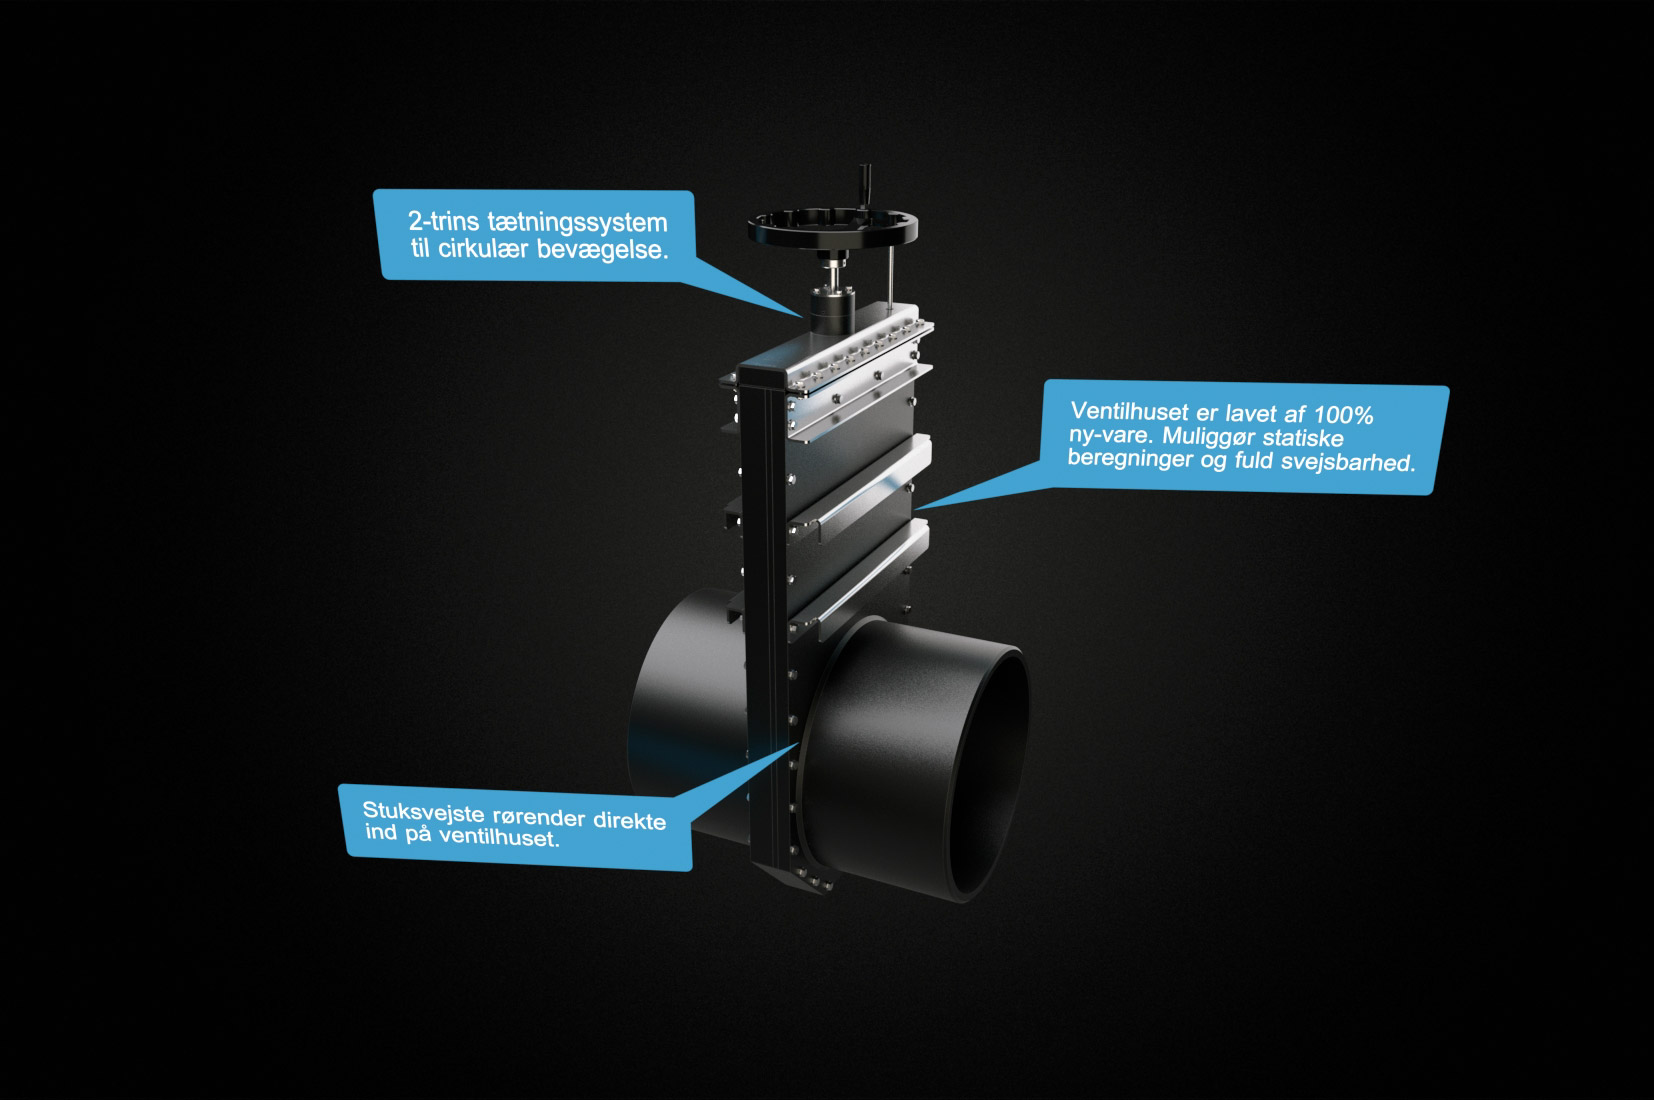 2-trins tætningssystem
til cirkulær bevægelse.
Ventilhuset er lavet af 100%
ny-vare. Muliggør statiske
beregninger og fuld svejsbarhed.
Stuksvejste rørender direkte
ind på ventilhuset.